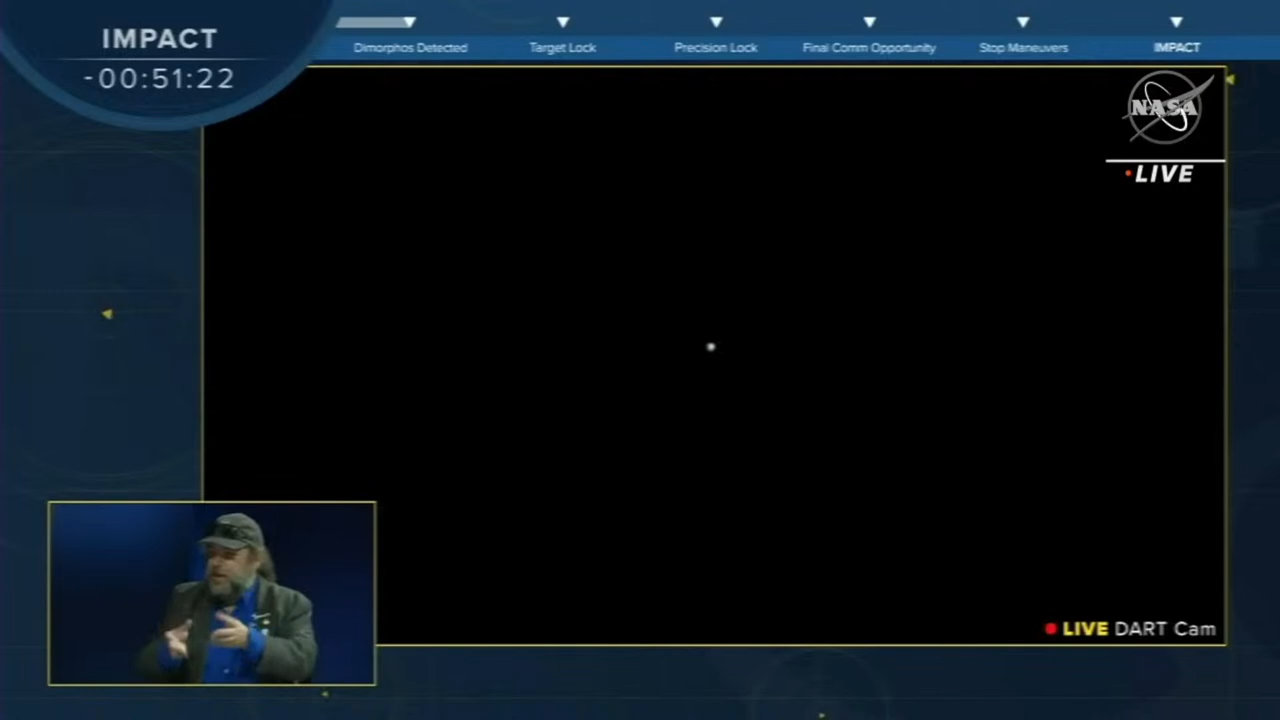 IMPACT
-00:51:22
Dimorphos Detected
Target Lock
Precision Lock
Final Comm Opportunity
Stop Maneuvers
IMPACT
NASA
LIVE
LIVE DART Cam